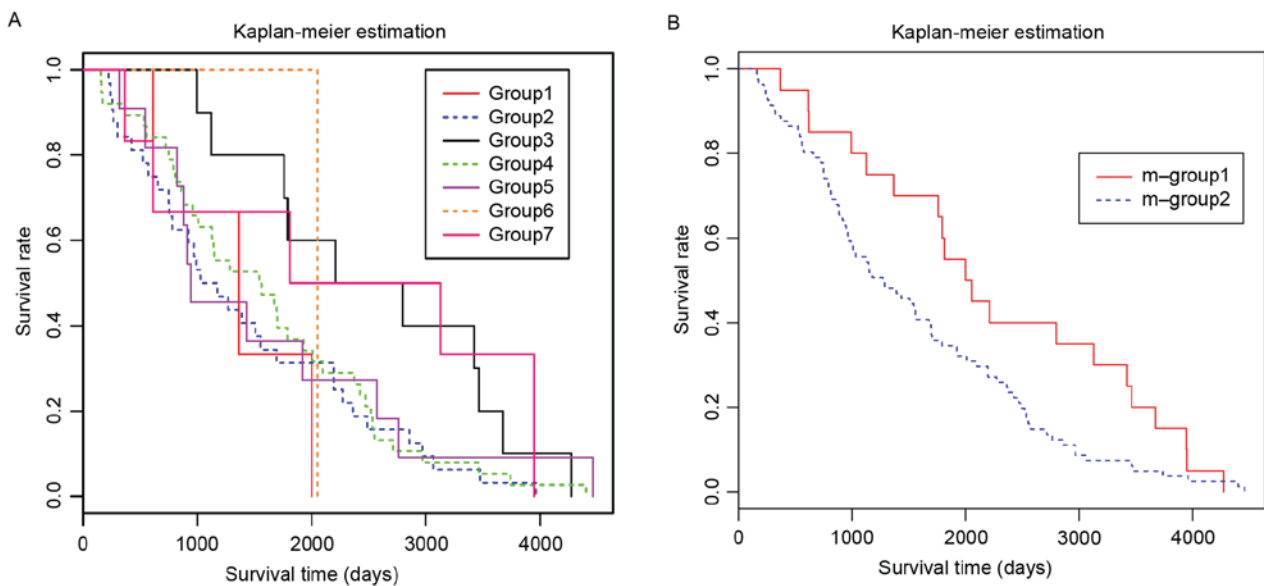 A
Kaplan-meier estimation
Survival rate
1.0
0.8
0.6
0.4
0.2
0.0
Group1
Group2
Group3
Group4
Group5
Group6
Group7
0 1000 2000 3000 4000
Survival time (days)
B
Kaplan-meier estimation
Survival rate
1.0
0.8
0.6
0.4
0.2
0.0
m–group1
m–group2
0 1000 2000 3000 4000
Survival time (days)